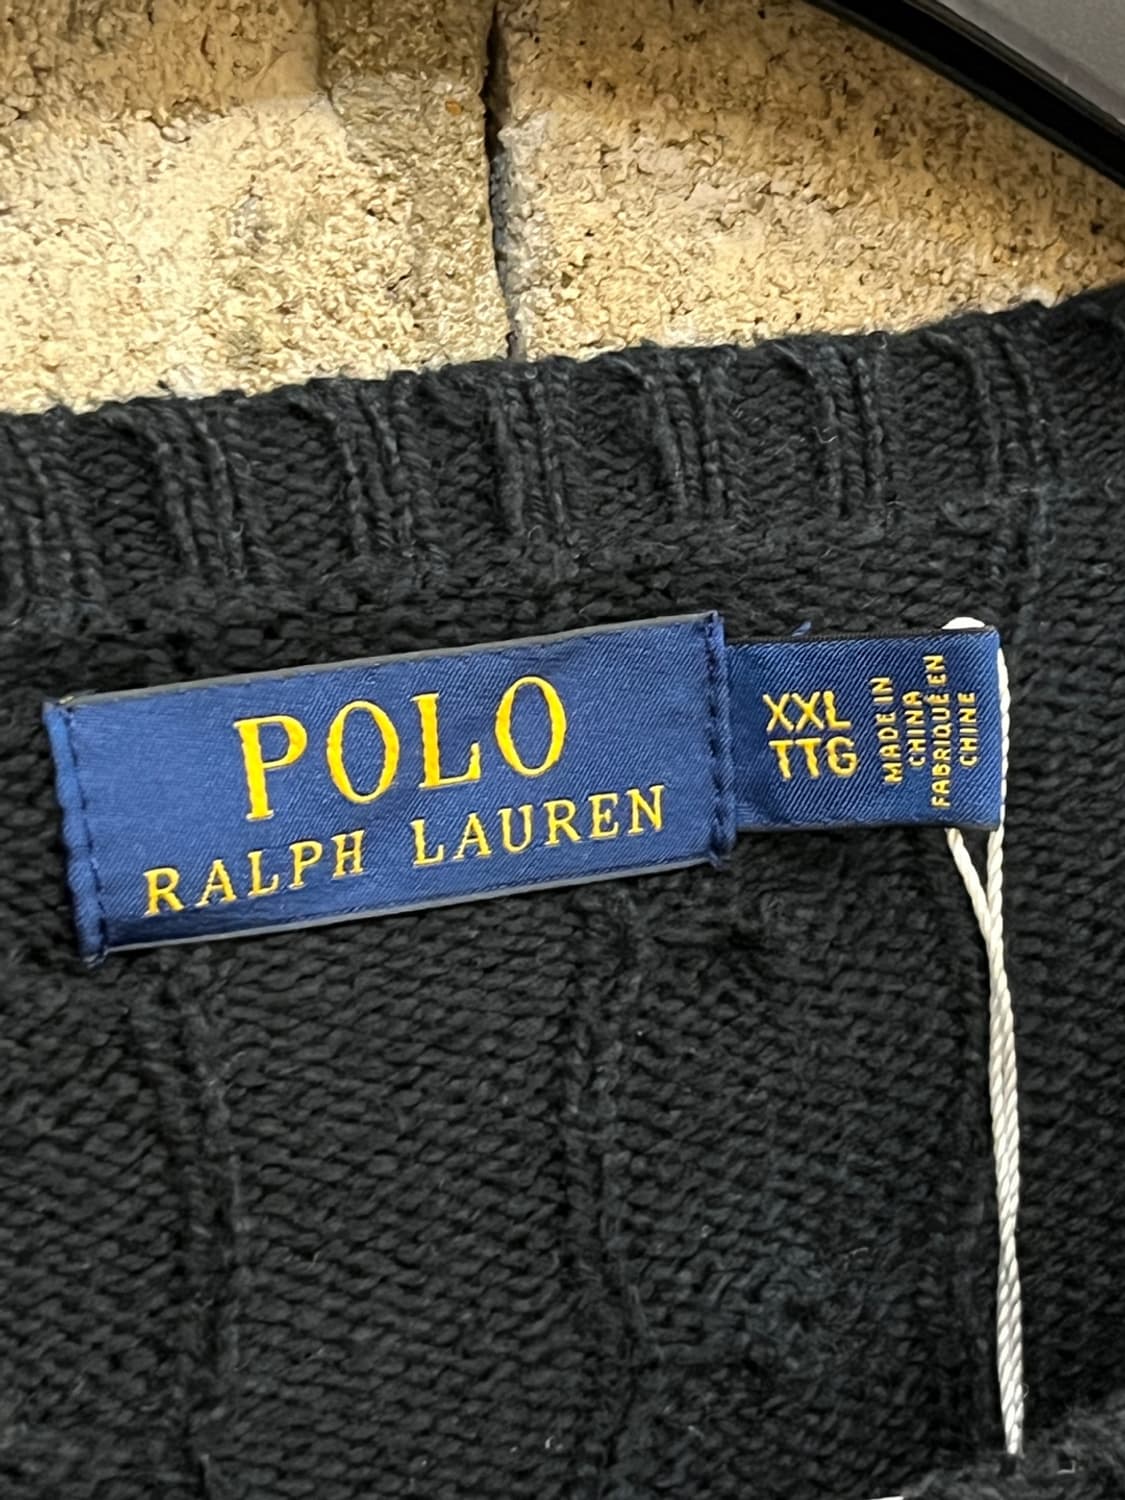 POLO
RALPH LAUREN
XXL
TTG
MADE IN
CHINA
FABRIQUÉ EN
CHINE